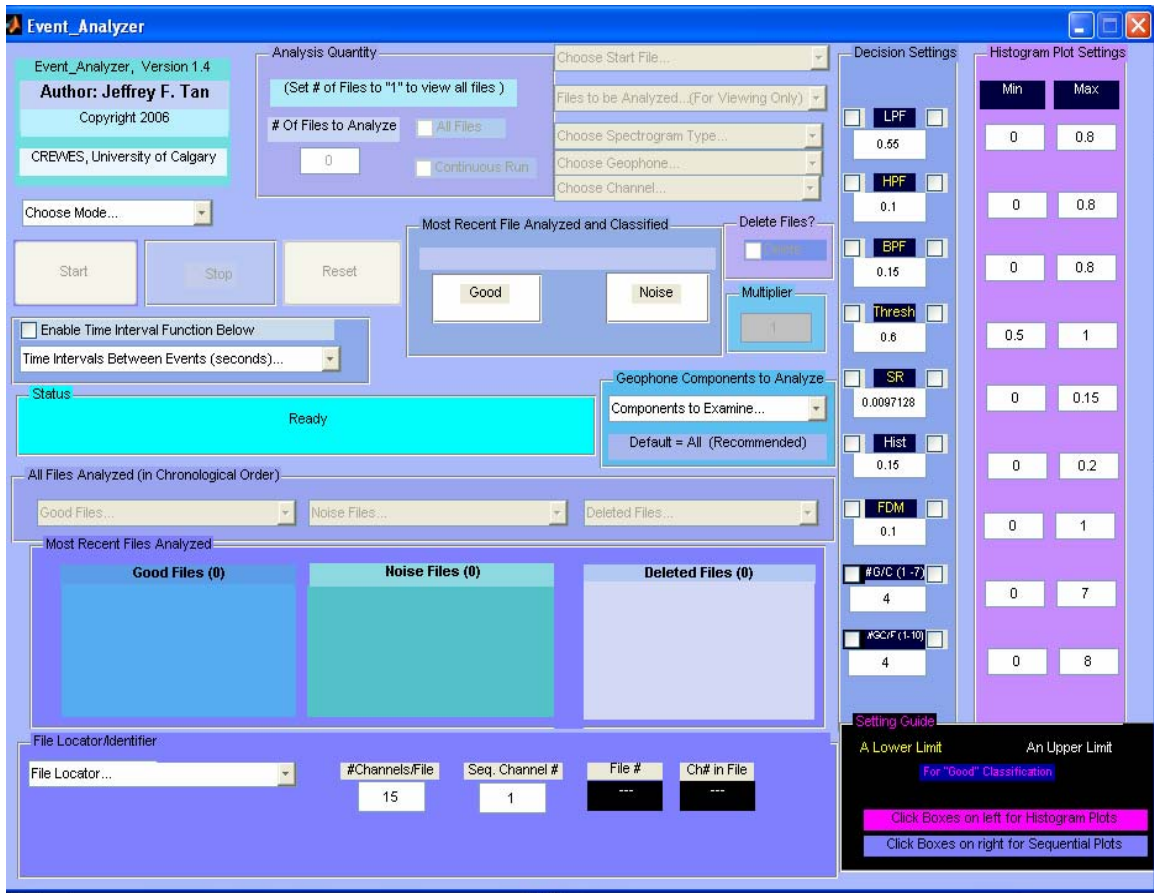 Event_Analyzer
Event_Analyzer, Version 1.4
Author: Jeffrey F. Tan
Copyright 2006
CREWES, University of Calgary
Choose Mode...
Start
Stop
Reset
Enable Time Interval Function Below
Time Intervals Between Events (seconds)...
Analysis Quantity
(Set # of Files to "1" to view all files )
# Of Files to Analyze
All Files
0
Continuous Run
Choose Start File...
Files to be Analyzed...(For Viewing Only)
Choose Spectrogram Type...
Choose Geophone...
Choose Channel...
Most Recent File Analyzed and Classified
Good
Noise
Delete Files?
Delete
Multiplier
1
Status
Ready
Geophone Components to Analyze
Components to Examine...
Default = All (Recommended)
All Files Analyzed (in Chronological Order)
Good Files...
Noise Files...
Deleted Files...
Most Recent Files Analyzed
Good Files (0)
Noise Files (0)
Deleted Files (0)
File Locator/Identifier
File Locator...
#Channels/File
15
Seq. Channel #
1
File #
---
Ch# in File
---
Decision Settings
LPF
0.55
HPF
0.1
BPF
0.15
Thresh
0.6
SR
0.0097128
Hist
0.15
FDM
0.1
#G/C (1 -7)
4
#GC/F (1-10)
4
Histogram Plot Settings
Min Max
0 0.8
0 0.8
0 0.8
0.5 1
0 0.15
0 0.2
0 1
0 7
0 8
Setting Guide
A Lower Limit An Upper Limit
For "Good" Classification
Click Boxes on left for Histogram Plots
Click Boxes on right for Sequential Plots